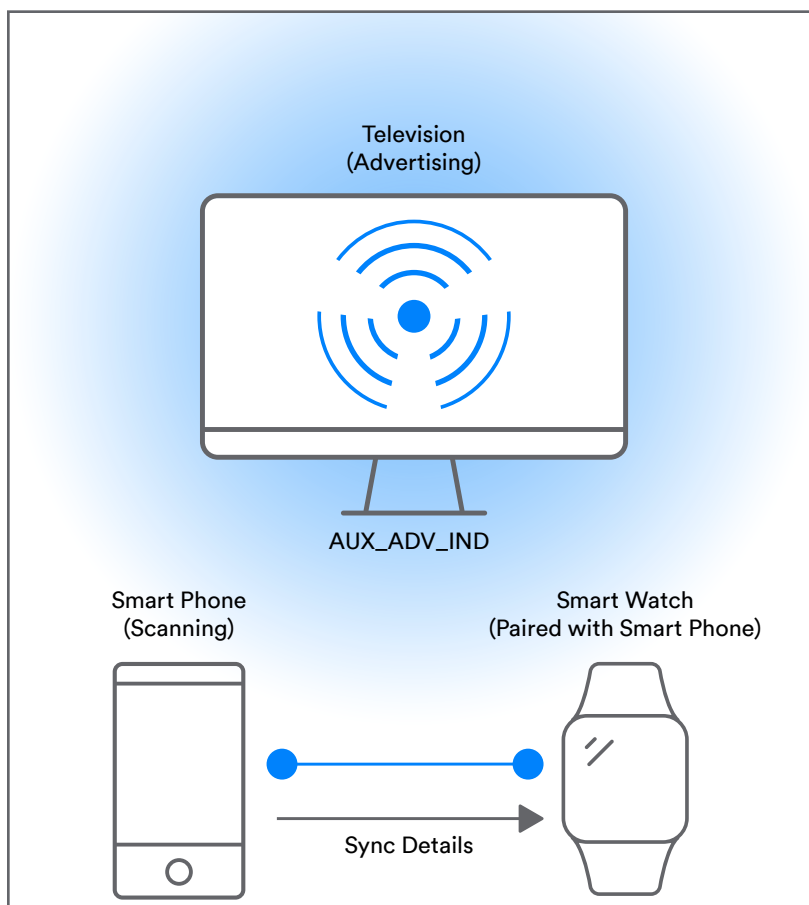 Television
(Advertising)
AUX_ADV_IND
Smart Phone
(Scanning)
Smart Watch
(Paired with Smart Phone)
Sync Details